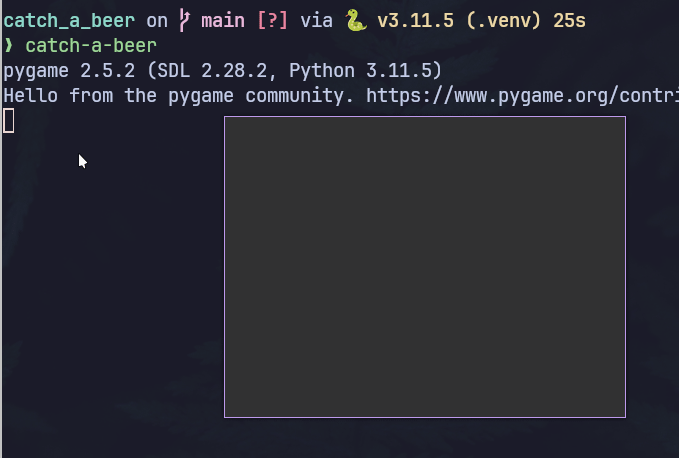 catch_a_beer on main [?] via 🐍 v3.11.5 (.venv) 25s
❯ catch-a-beer
pygame 2.5.2 (SDL 2.28.2, Python 3.11.5)
Hello from the pygame community. https://www.pygame.org/contri